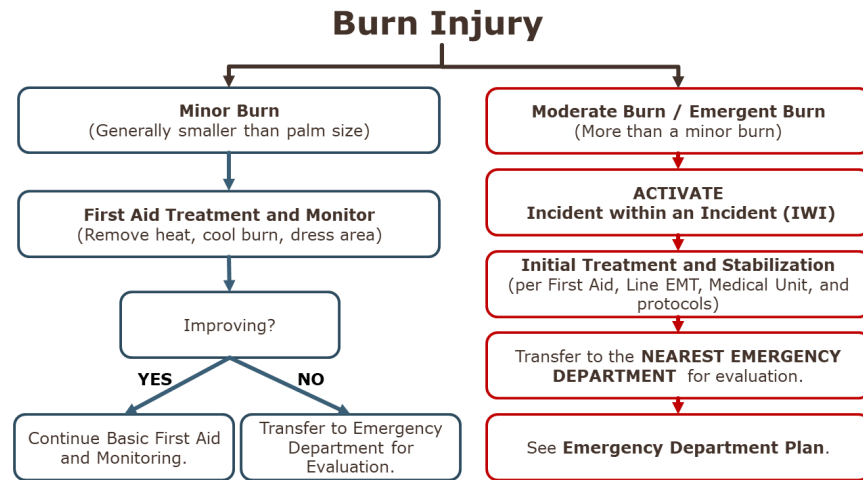 Burn Injury
Minor Burn
(Generally smaller than palm size)
First Aid Treatment and Monitor
(Remove heat, cool burn, dress area)
Improving?
YES
NO
Continue Basic First Aid
and Monitoring.
Transfer to Emergency
Department for
Evaluation.
Moderate Burn / Emergent Burn
(More than a minor burn)
ACTIVATE
Incident within an Incident (IWI)
Initial Treatment and Stabilization
(per First Aid, Line EMT, Medical Unit, and
protocols)
Transfer to the NEAREST EMERGENCY
DEPARTMENT for evaluation.
See Emergency Department Plan.